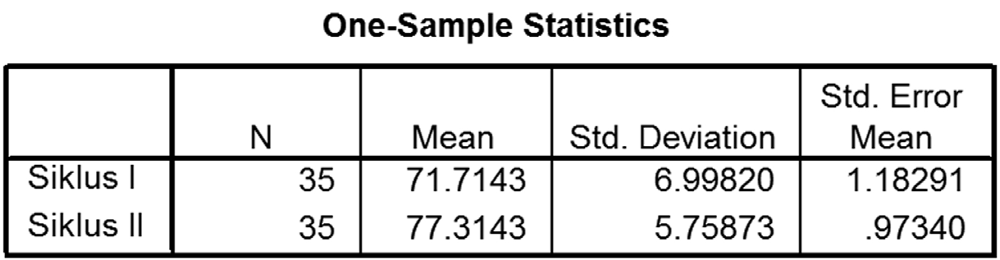 One-Sample Statistics
Std. Error
N Mean Std. Deviation Mean
Siklus I 35 71.7143 6.99820 1.18291
Siklus II 35 77.3143 5.75873 .97340